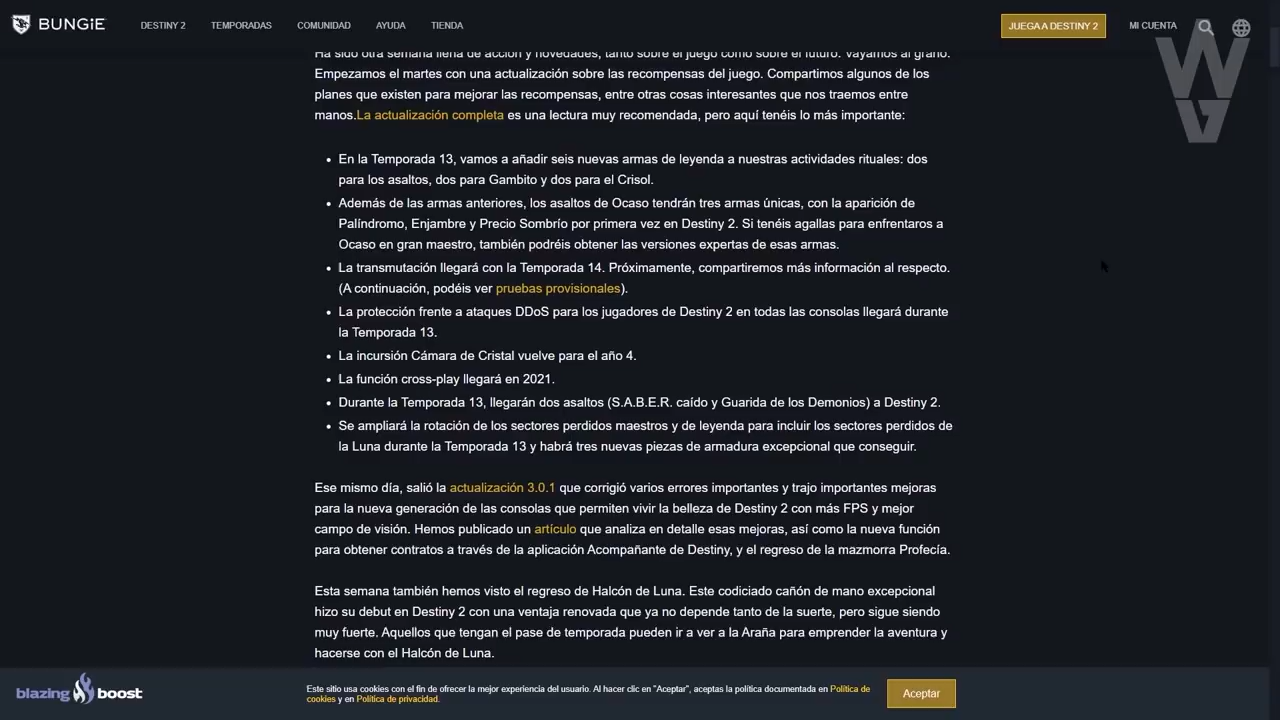 BUNGiE
DESTINY 2
TEMPORADAS
COMUNIDAD
AYUDA
TIENDA
JUEGA A DESTINY 2
MI CUENTA
WG
Ha sido otra semana llena de acción y novedades, tanto sobre el juego como sobre el futuro. Vayamos al grano.
Empezamos el martes con una actualización sobre las recompensas del juego. Compartimos algunos de los
planes que existen para mejorar las recompensas, entre otras cosas interesantes que nos traemos entre
manos.La actualización completa es una lectura muy recomendada, pero aquí tenéis lo más importante:
• En la Temporada 13, vamos a añadir seis nuevas armas de leyenda a nuestras actividades rituales: dos
para los asaltos, dos para Gambito y dos para el Crisol.
• Además de las armas anteriores, los asaltos de Ocaso tendrán tres armas únicas, con la aparición de
Palíndromo, Enjambre y Precio Sombrío por primera vez en Destiny 2. Si tenéis agallas para enfrentaros a
Ocaso en gran maestro, también podréis obtener las versiones expertas de esas armas.
• La transmutación llegará con la Temporada 14. Próximamente, compartiremos más información al respecto.
(A continuación, podéis ver pruebas provisionales).
• La protección frente a ataques DDoS para los jugadores de Destiny 2 en todas las consolas llegará durante
la Temporada 13.
• La incursión Cámara de Cristal vuelve para el año 4.
• La función cross-play llegará en 2021.
• Durante la Temporada 13, llegarán dos asaltos (S.A.B.E.R. caído y Guarida de los Demonios) a Destiny 2.
• Se ampliará la rotación de los sectores perdidos maestros y de leyenda para incluir los sectores perdidos de
la Luna durante la Temporada 13 y habrá tres nuevas piezas de armadura excepcional que conseguir.
Ese mismo día, salió la actualización 3.0.1 que corrigió varios errores importantes y trajo importantes mejoras
para la nueva generación de las consolas que permiten vivir la belleza de Destiny 2 con más FPS y mejor
campo de visión. Hemos publicado un artículo que analiza en detalle esas mejoras, así como la nueva función
para obtener contratos a través de la aplicación Acompañante de Destiny, y el regreso de la mazmorra Profecía.
Esta semana también hemos visto el regreso de Halcón de Luna. Este codiciado cañón de mano excepcional
hizo su debut en Destiny 2 con una ventaja renovada que ya no depende tanto de la suerte, pero sigue siendo
muy fuerte. Aquellos que tengan el pase de temporada pueden ir a ver a la Araña para emprender la aventura y
hacerse con el Halcón de Luna.
blazing boost
Este sitio usa cookies con el fin de ofrecer la mejor experiencia del usuario. Al hacer clic en "Aceptar", aceptas la política documentada en Política de
cookies y en Política de privacidad.
Aceptar